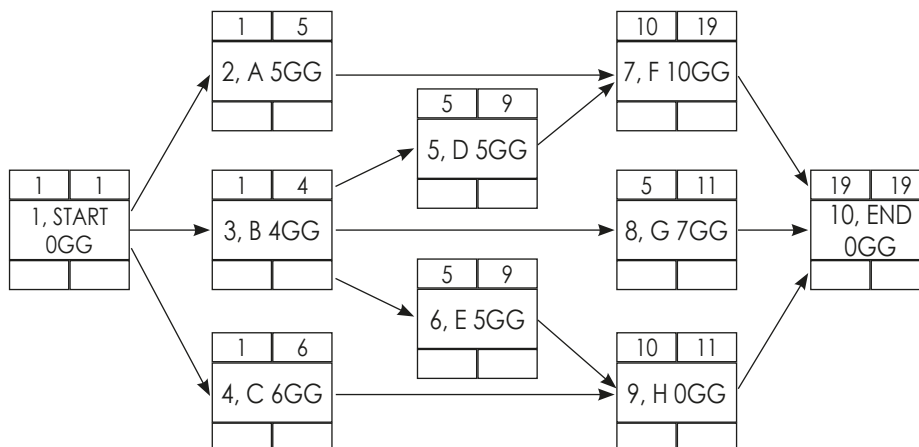 1 5
2, A 5GG
10 19
7, F 10GG
5 9
5, D 5GG
1 1
1, START
0GG
1 4
3, B 4GG
5 11
8, G 7GG
19 19
10, END
0GG
5 9
6, E 5GG
1 6
4, C 6GG
10 11
9, H 0GG